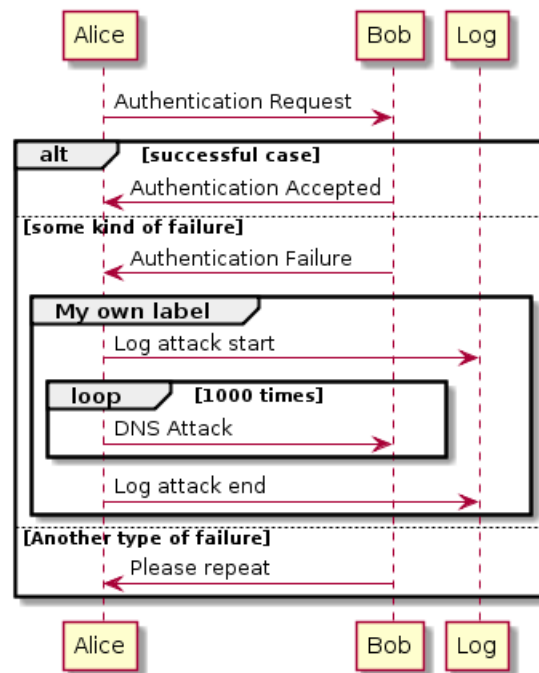 Alice Bob Log
Authentication Request
alt [successful case]
Authentication Accepted
[some kind of failure]
Authentication Failure
My own label
Log attack start
loop [1000 times]
DNS Attack
Log attack end
[Another type of failure]
Please repeat
Alice Bob Log